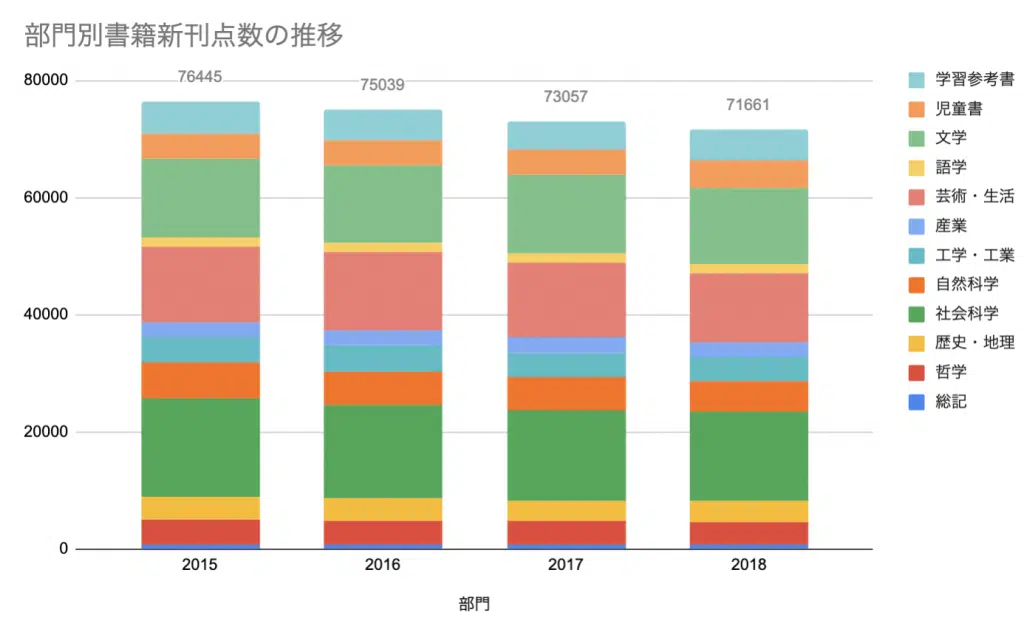 部門別書籍新刊点数の推移
80000
60000
40000
20000
0
76445
75039
73057
71661
2015
2016
2017
2018
部門
学習参考書
児童書
文学
語学
芸術・生活
産業
工学・工業
自然科学
社会科学
歴史・地理
哲学
総記